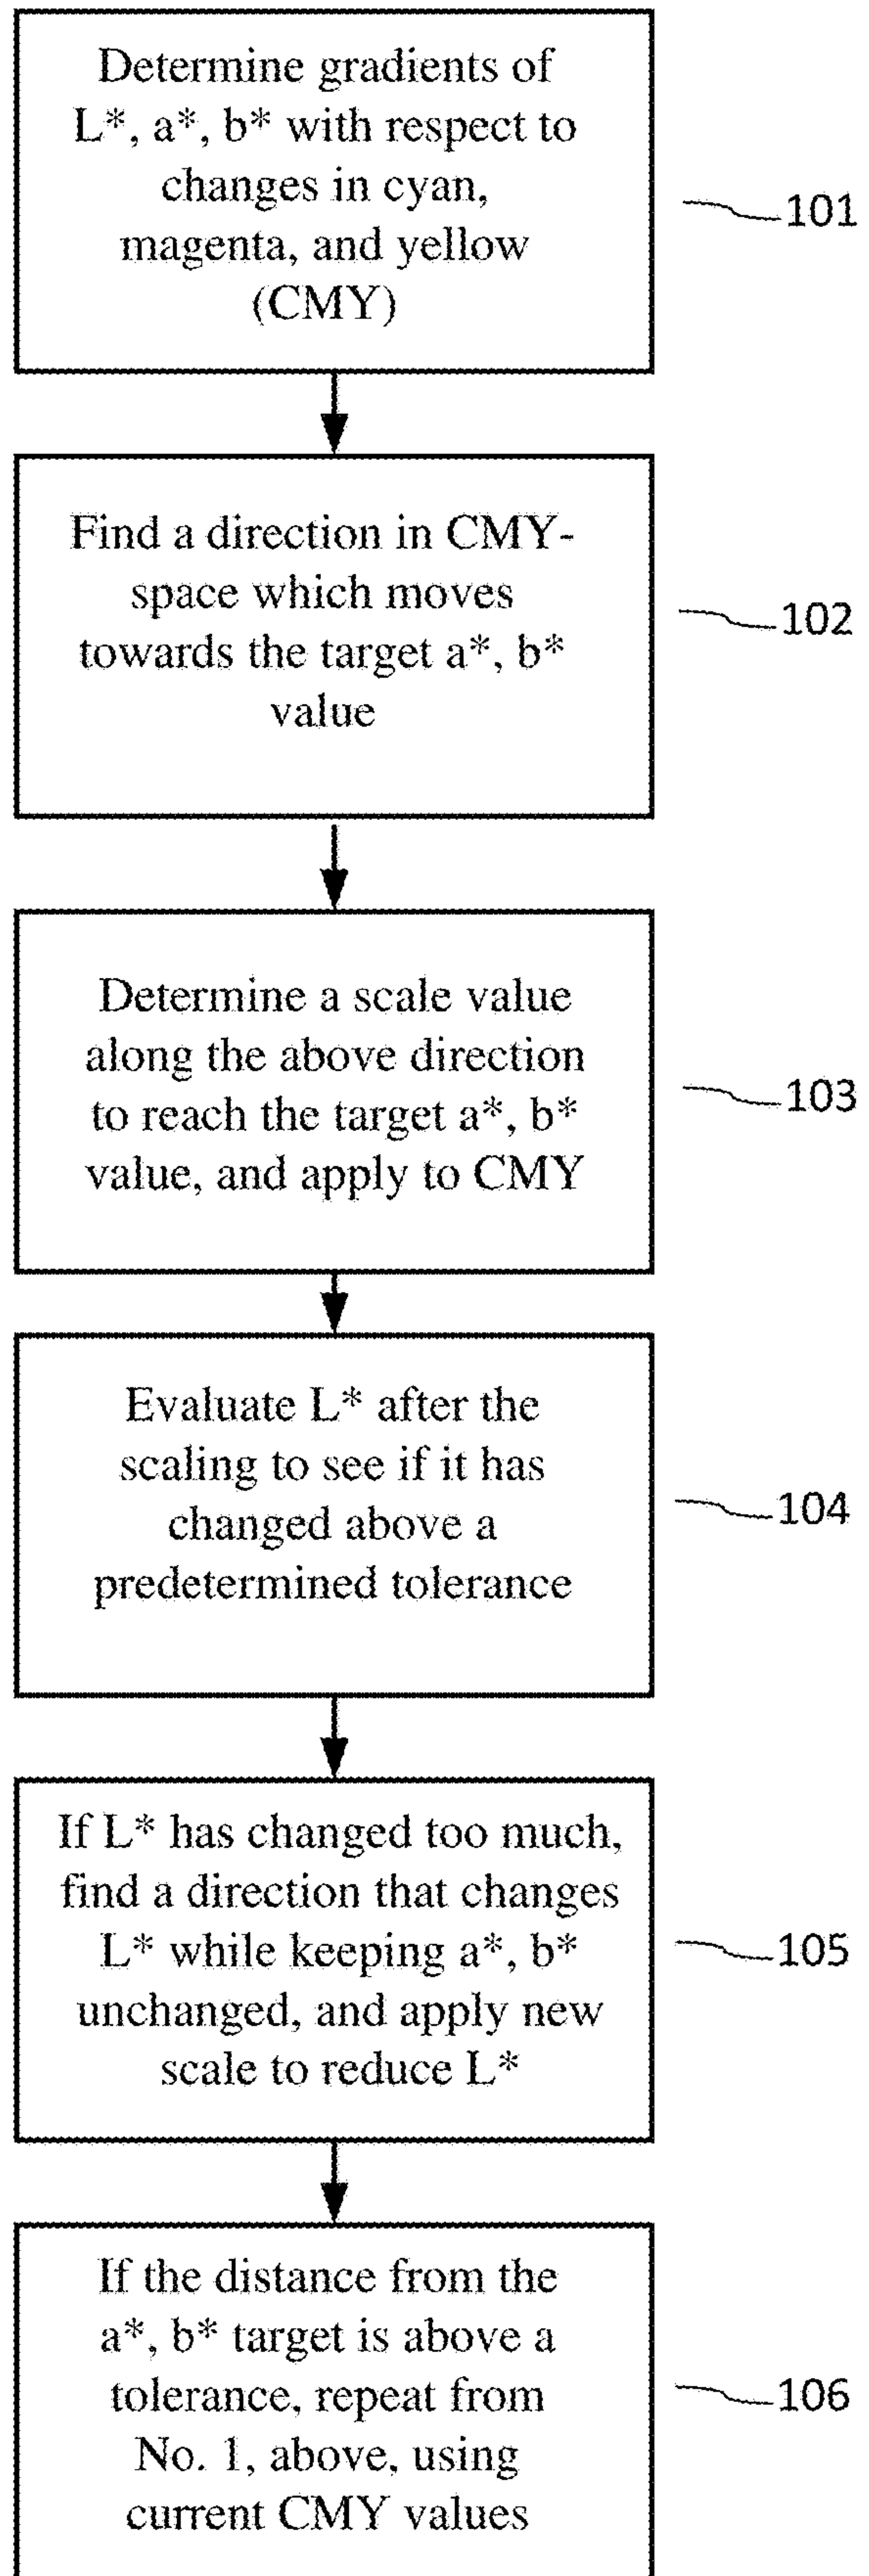 Determine gradients of
L*, a*, b* with respect to
changes in cyan,
magenta, and yellow
(CMY)
101
Find a direction in CMY-
space which moves
towards the target a*, b*
value
102
Determine a scale value
along the above direction
to reach the target a*, b*
value, and apply to CMY
103
Evaluate L* after the
scaling to see if it has
changed above a
predetermined tolerance
104
If L* has changed too much,
find a direction that changes
L* while keeping a*, b*
unchanged, and apply new
scale to reduce L*
105
If the distance from the
a*, b* target is above a
tolerance, repeat from
No. 1, above, using
current CMY values
106